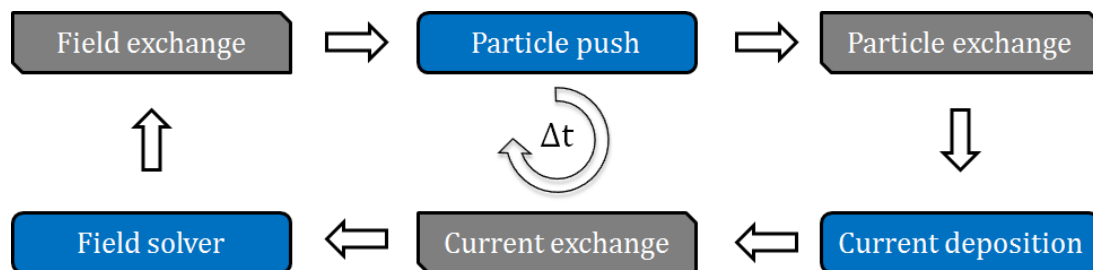 Field exchange
Particle push
Particle exchange
Δt
Field solver
Current exchange
Current deposition